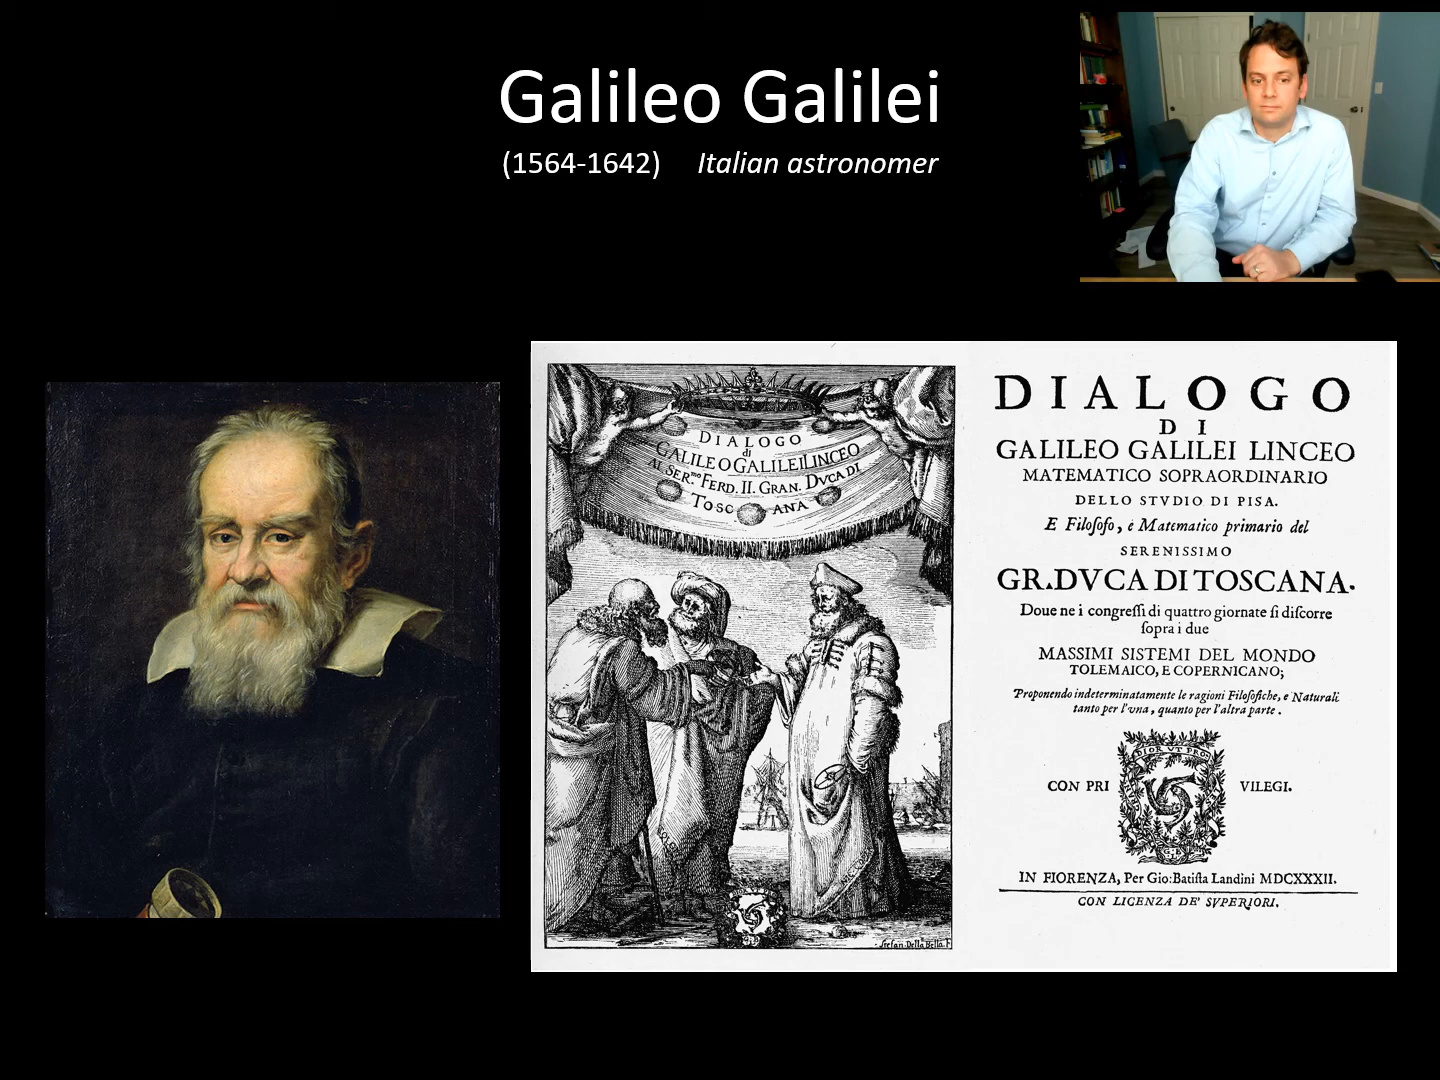 Galileo Galilei
(1564-1642) Italian astronomer
DIALOGO
di
GALILEO GALILEI LINCEO
AL SER.mo FERD. II. GRAN. DVCA DI
TOSCANA
Stefan. Della Bella. F
DIALOGO
DI
GALILEO GALILEI LINCEO
MATEMATICO SOPRAORDINARIO
DELLO STVDIO DI PISA.
E Filoſofo, e Matematico primario del
SERENISSIMO
GR.DVCA DI TOSCANA.
Doue ne i congreſſi di quattro giornate ſi diſcorre
ſopra i due
MASSIMI SISTEMI DEL MONDO
TOLEMAICO, E COPERNICANO;
Proponendo indeterminatamente le ragioni Filoſofiche, e Naturali
tanto per l'vna, quanto per l'altra parte.
CON PRI VILEGI.
IN FIORENZA, Per Gio:Batiſta Landini MDCXXXII.
CON LICENZA DE' SVPERIORI.